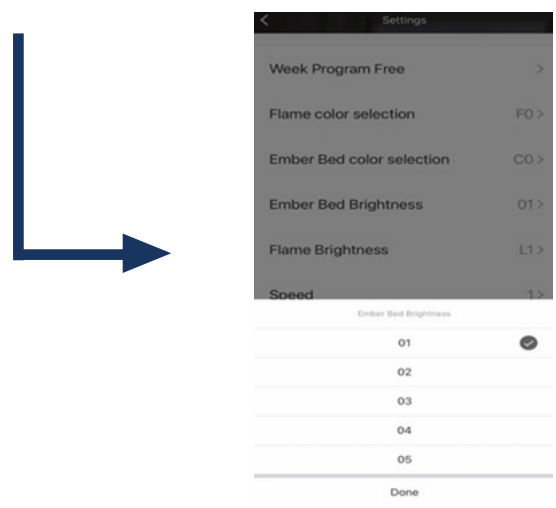 Settings
Week Program Free >
Flame color selection F0 >
Ember Bed color selection C0 >
Ember Bed Brightness 01 >
Flame Brightness L1 >
Speed 1 >
Ember Bed Brightness
01
02
03
04
05
Done